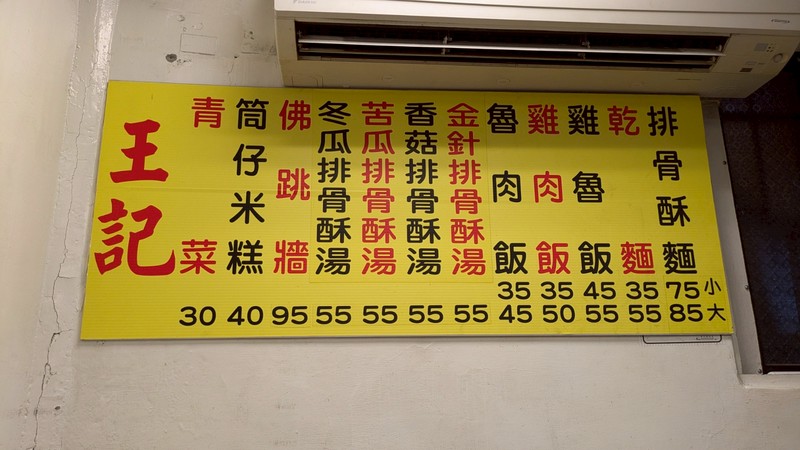 排骨酥麵 75 85
乾麵 35 55
雞魯飯 45 55
雞肉飯 35 50
魯肉飯 35 45
金針排骨酥湯 55
香菇排骨酥湯 55
苦瓜排骨酥湯 55
冬瓜排骨酥湯 55
佛跳牆 95
筒仔米糕 40
青菜 30
王記
小
大